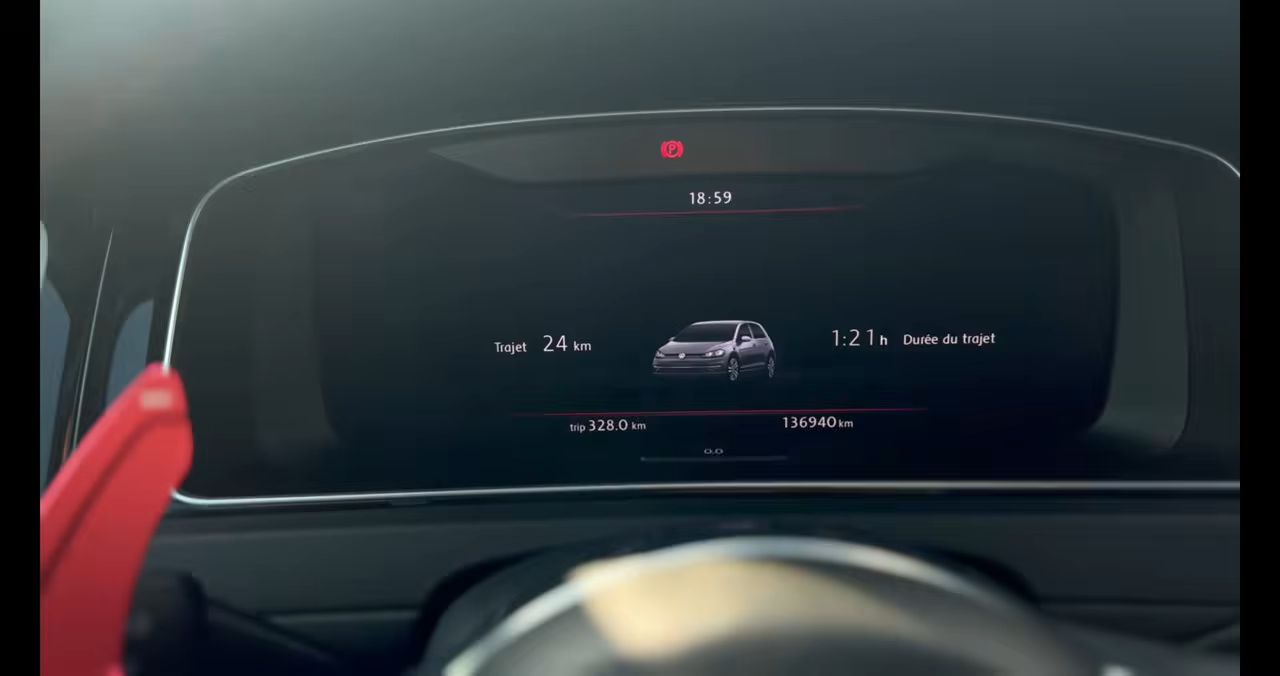 P
18:59
Trajet 24 km
1:21 h Durée du trajet
trip 328.0 km
136940 km
0.0